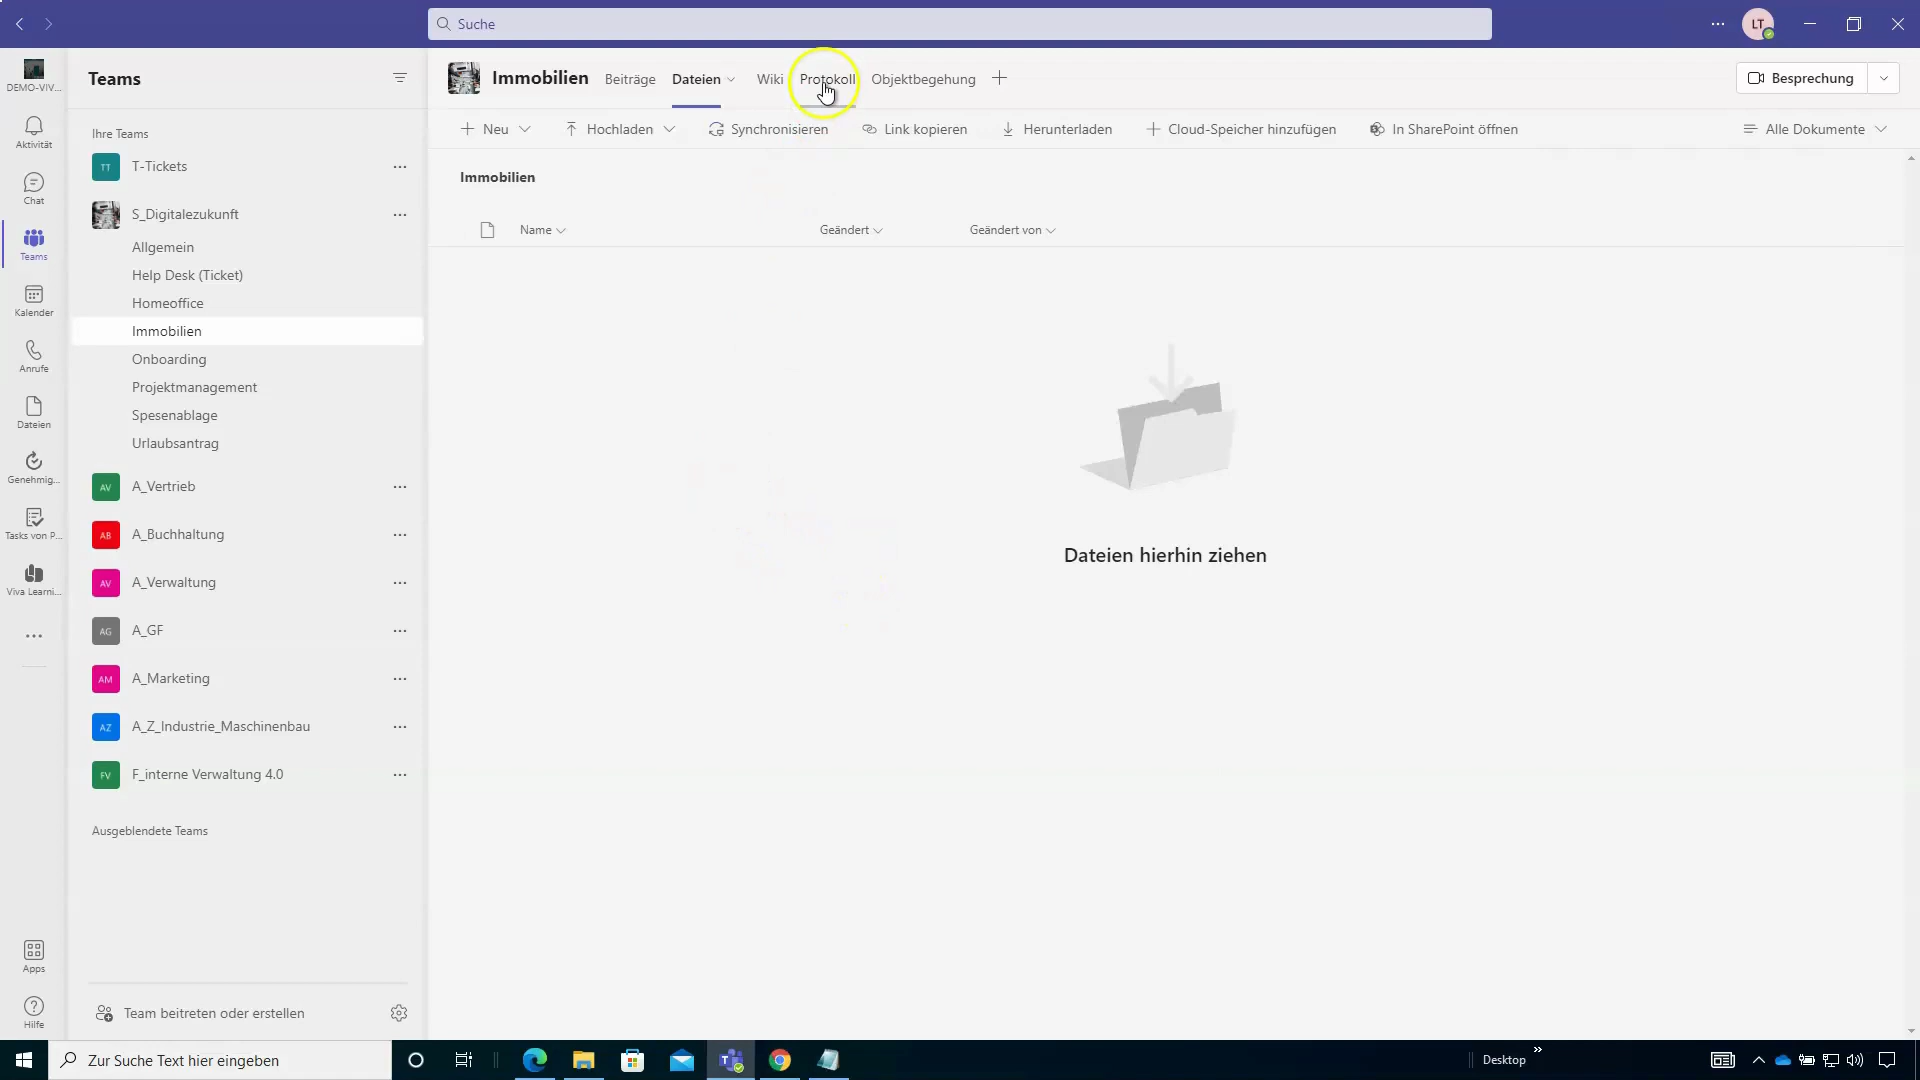 Suche
LT
DEMO-VIV...
Aktivität
Chat
Teams
Kalender
Anrufe
Dateien
Genehmig...
Tasks von P...
Viva Learni...
Apps
Hilfe
Teams
Ihre Teams
TT T-Tickets
S_Digitalezukunft
Allgemein
Help Desk (Ticket)
Homeoffice
Immobilien
Onboarding
Projektmanagement
Spesenablage
Urlaubsantrag
AV A_Vertrieb
AB A_Buchhaltung
AV A_Verwaltung
AG A_GF
AM A_Marketing
AZ A_Z_Industrie_Maschinenbau
FV F_interne Verwaltung 4.0
Ausgeblendete Teams
Team beitreten oder erstellen
Immobilien Beiträge Dateien Wiki Protokoll Objektbegehung
Besprechung
Neu Hochladen Synchronisieren Link kopieren Herunterladen Cloud-Speicher hinzufügen In SharePoint öffnen Alle Dokumente
Immobilien
Name Geändert Geändert von
Dateien hierhin ziehen
Zur Suche Text hier eingeben
Desktop